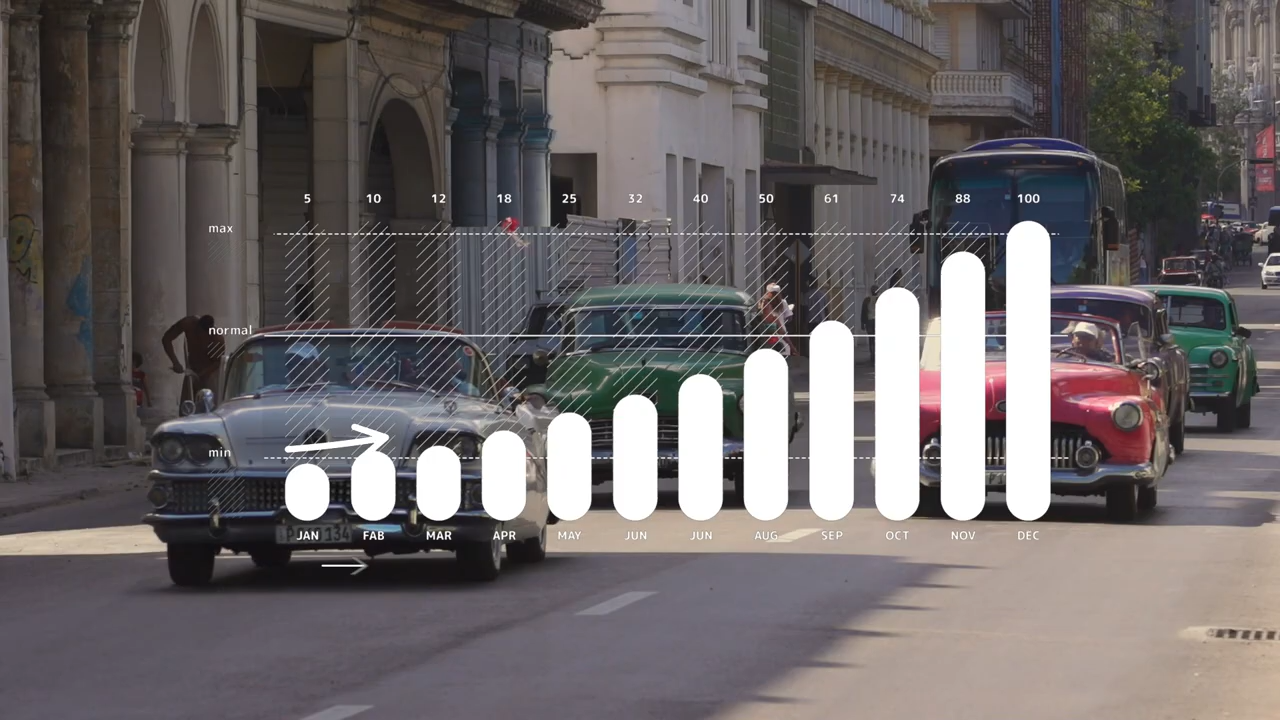 5 10 12 18 25 32 40 50 61 74 88 100
max
normal
min
JAN FAB MAR APR MAY JUN JUN AUG SEP OCT NOV DEC